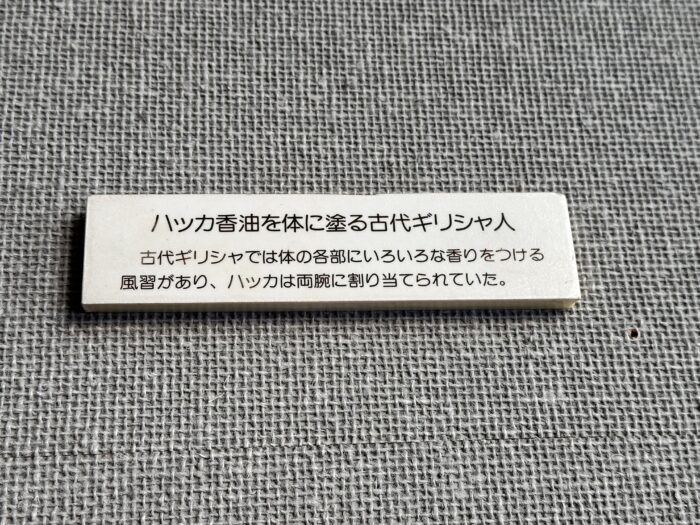 ハッカ香油を体に塗る古代ギリシャ人
古代ギリシャでは体の各部にいろいろな香りをつける
風習があり、ハッカは両腕に割り当てられていた。